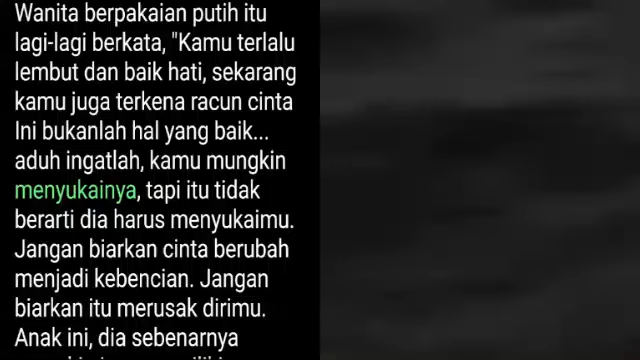 Wanita berpakaian putih itu
lagi-lagi berkata, "Kamu terlalu
lembut dan baik hati, sekarang
kamu juga terkena racun cinta
Ini bukanlah hal yang baik...
aduh ingatlah, kamu mungkin
menyukainya, tapi itu tidak
berarti dia harus menyukaimu.
Jangan biarkan cinta berubah
menjadi kebencian. Jangan
biarkan itu merusak dirimu.
Anak ini, dia sebenarnya